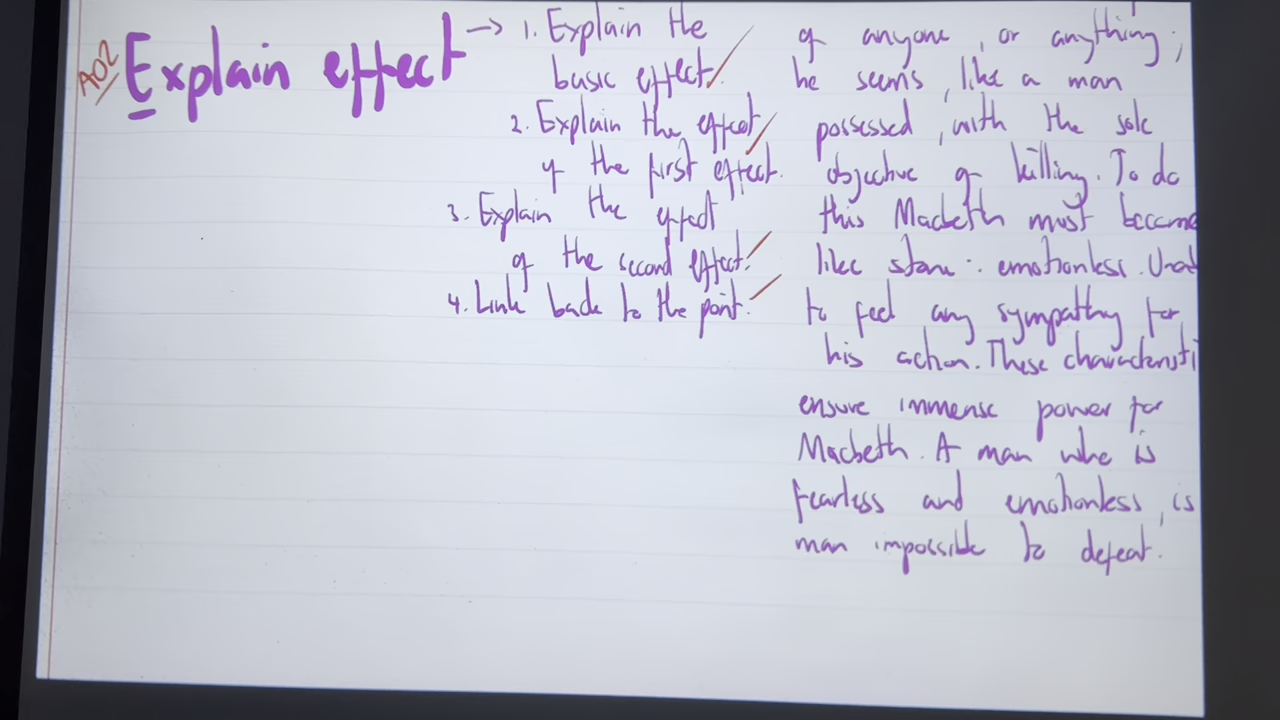 AO2
Explain effect → 1. Explain the
basic effect.
2. Explain the effect
of the first effect.
3. Explain the effect
of the second effect.
4. Link back to the point.
of anyone, or anything;
he seems, like a man
possessed, with the sole
objective of killing. To do
this Macbeth must become
like stone: emotionless.
to feel any sympathy for
his action. These
ensure immense power for
Macbeth. A man who is
fearless and emotionless, is
man impossible to defeat.